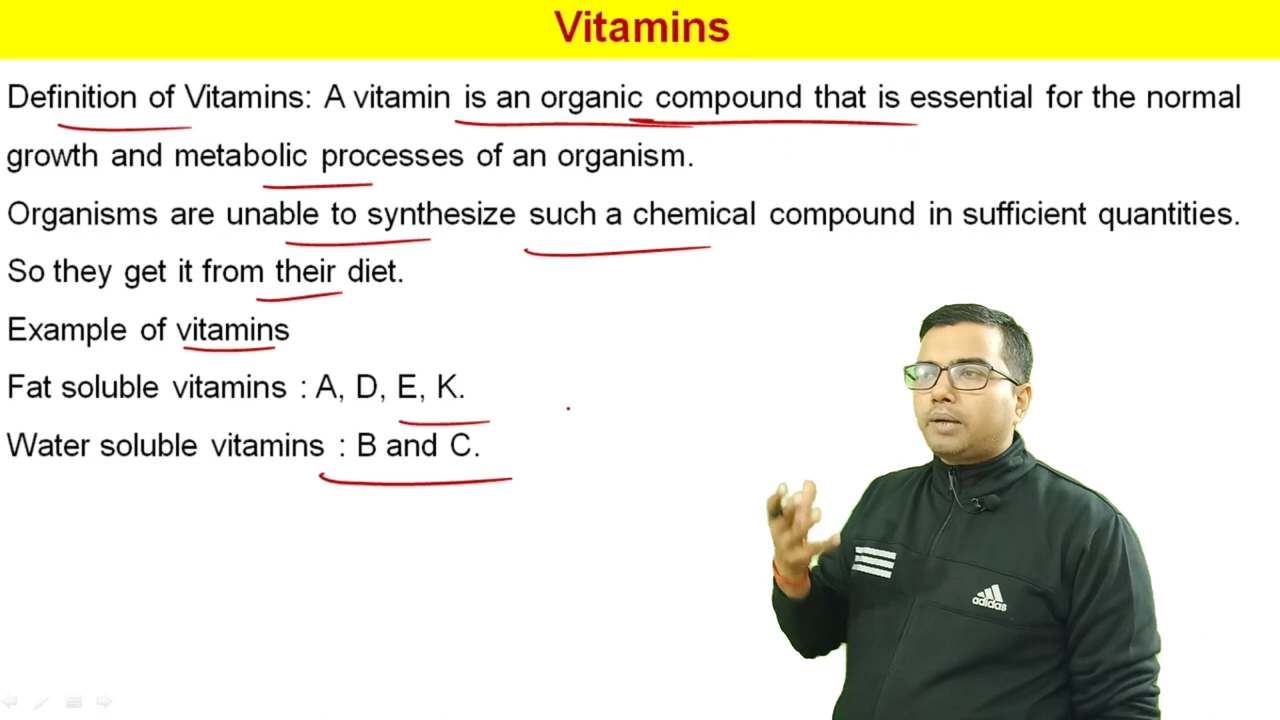 Vitamins
Definition of Vitamins: A vitamin is an organic compound that is essential for the normal
growth and metabolic processes of an organism.
Organisms are unable to synthesize such a chemical compound in sufficient quantities.
So they get it from their diet.
Example of vitamins
Fat soluble vitamins : A, D, E, K.
Water soluble vitamins : B and C.
adidas